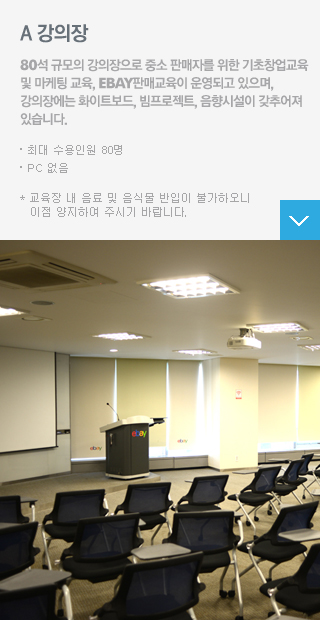 A 강의장
80석 규모의 강의장으로 중소 판매자를 위한 기초창업교육
및 마케팅 교육, EBAY판매교육이 운영되고 있으며,
강의장에는 화이트보드, 빔프로젝트, 음향시설이 갖추어져
있습니다.
· 최대 수용인원 80명
· PC 없음
* 교육장 내 음료 및 음식물 반입이 불가하오니
이점 양지하여 주시기 바랍니다.
ebay
ebay
ebay